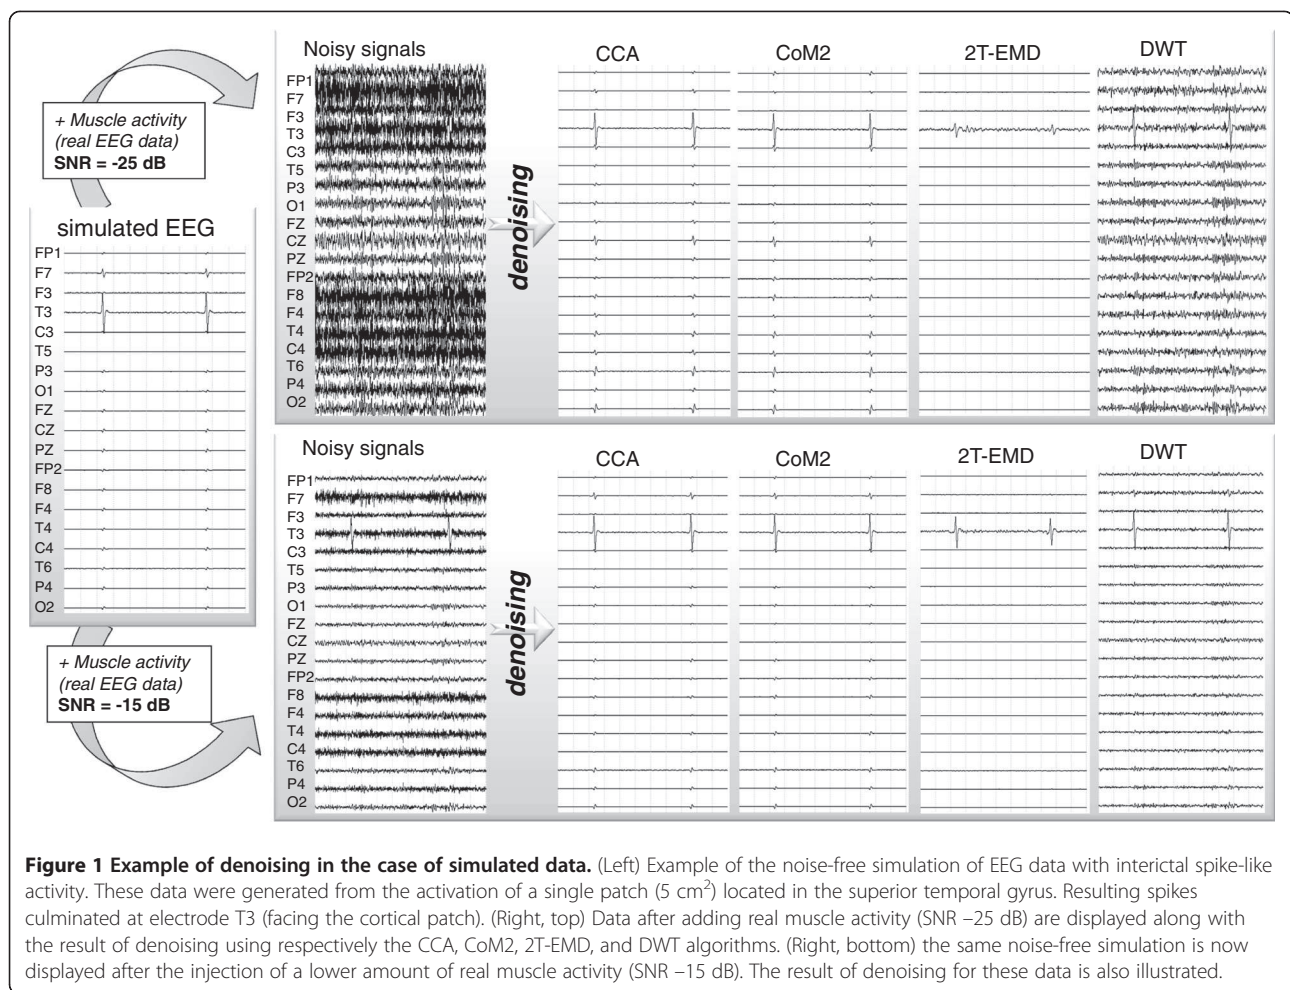 + Muscle activity
(real EEG data)
SNR = -25 dB
simulated EEG
FP1
F7
F3
T3
C3
T5
P3
O1
FZ
CZ
PZ
FP2
F8
F4
T4
C4
T6
P4
O2
+ Muscle activity
(real EEG data)
SNR = -15 dB
Noisy signals
FP1
F7
F3
T3
C3
T5
P3
O1
FZ
CZ
PZ
FP2
F8
F4
T4
C4
T6
P4
O2
denoising
CCA
CoM2
2T-EMD
DWT
Noisy signals
FP1
F7
F3
T3
C3
T5
P3
O1
FZ
CZ
PZ
FP2
F8
F4
T4
C4
T6
P4
O2
denoising
CCA
CoM2
2T-EMD
DWT
Figure 1 Example of denoising in the case of simulated data. (Left) Example of the noise-free simulation of EEG data with interictal spike-like
activity. These data were generated from the activation of a single patch (5 cm²) located in the superior temporal gyrus. Resulting spikes
culminated at electrode T3 (facing the cortical patch). (Right, top) Data after adding real muscle activity (SNR –25 dB) are displayed along with
the result of denoising using respectively the CCA, CoM2, 2T-EMD, and DWT algorithms. (Right, bottom) the same noise-free simulation is now
displayed after the injection of a lower amount of real muscle activity (SNR –15 dB). The result of denoising for these data is also illustrated.